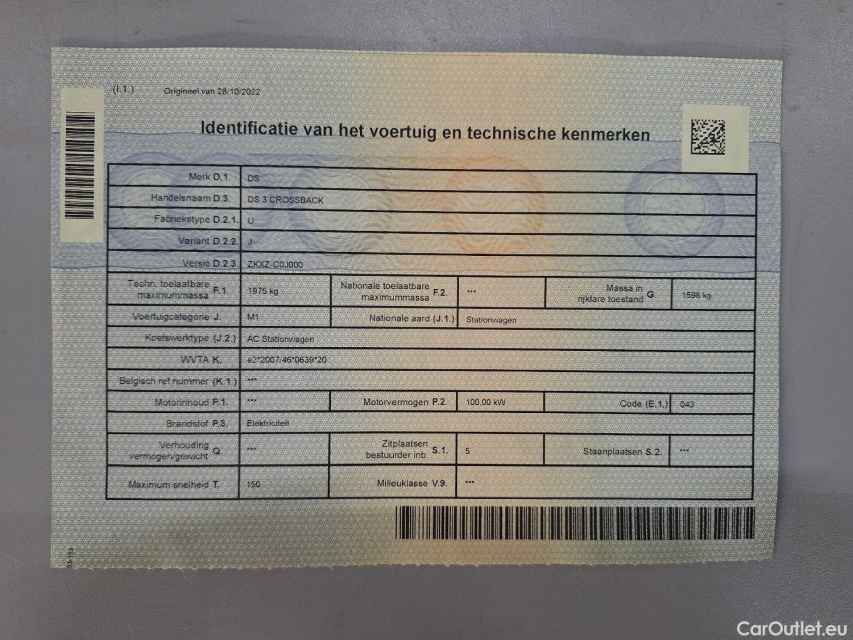 (I.1.) Origineel van 28/10/2022
Identificatie van het voertuig en technische kenmerken
Merk D.1. DS
Handelsnaam D.3. DS 3 CROSSBACK
Fabriekstype D.2.1. U
Variant D.2.2. J
Versie D.2.3. ZKXZ-C0J000
Techn. toelaatbare maximummassa F.1. 1975 kg Nationale toelaatbare maximummassa F.2. *** Massa in rijklare toestand G. 1598 kg
Voertuigcategorie J. M1 Nationale aard (J.1.) Stationwagen
Koetswerktype (J.2.) AC Stationwagen
WVTA K. e2*2007/46*0639*20
Belgisch ref.nummer (K.1.) ***
Motorinhoud P.1. *** Motorvermogen P.2. 100,00 kW Code (E.1.) 043
Brandstof P.3. Elektriciteit
Verhouding vermogen/gewicht Q. *** Zitplaatsen bestuurder inb. S.1. 5 Staanplaatsen S.2. ***
Maximum snelheid T. 150 Milieuklasse V.9. ***
CarOutlet.eu